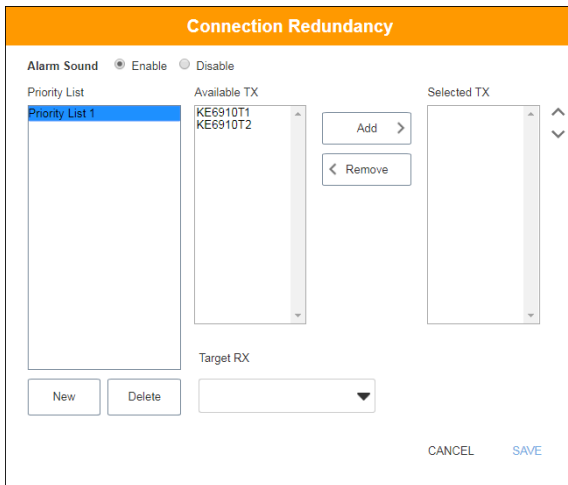 Connection Redundancy
Alarm Sound Enable Disable
Priority List Available TX Selected TX
Priority List 1
KE6910T1
KE6910T2
Add
Remove
Target RX
New Delete
CANCEL SAVE